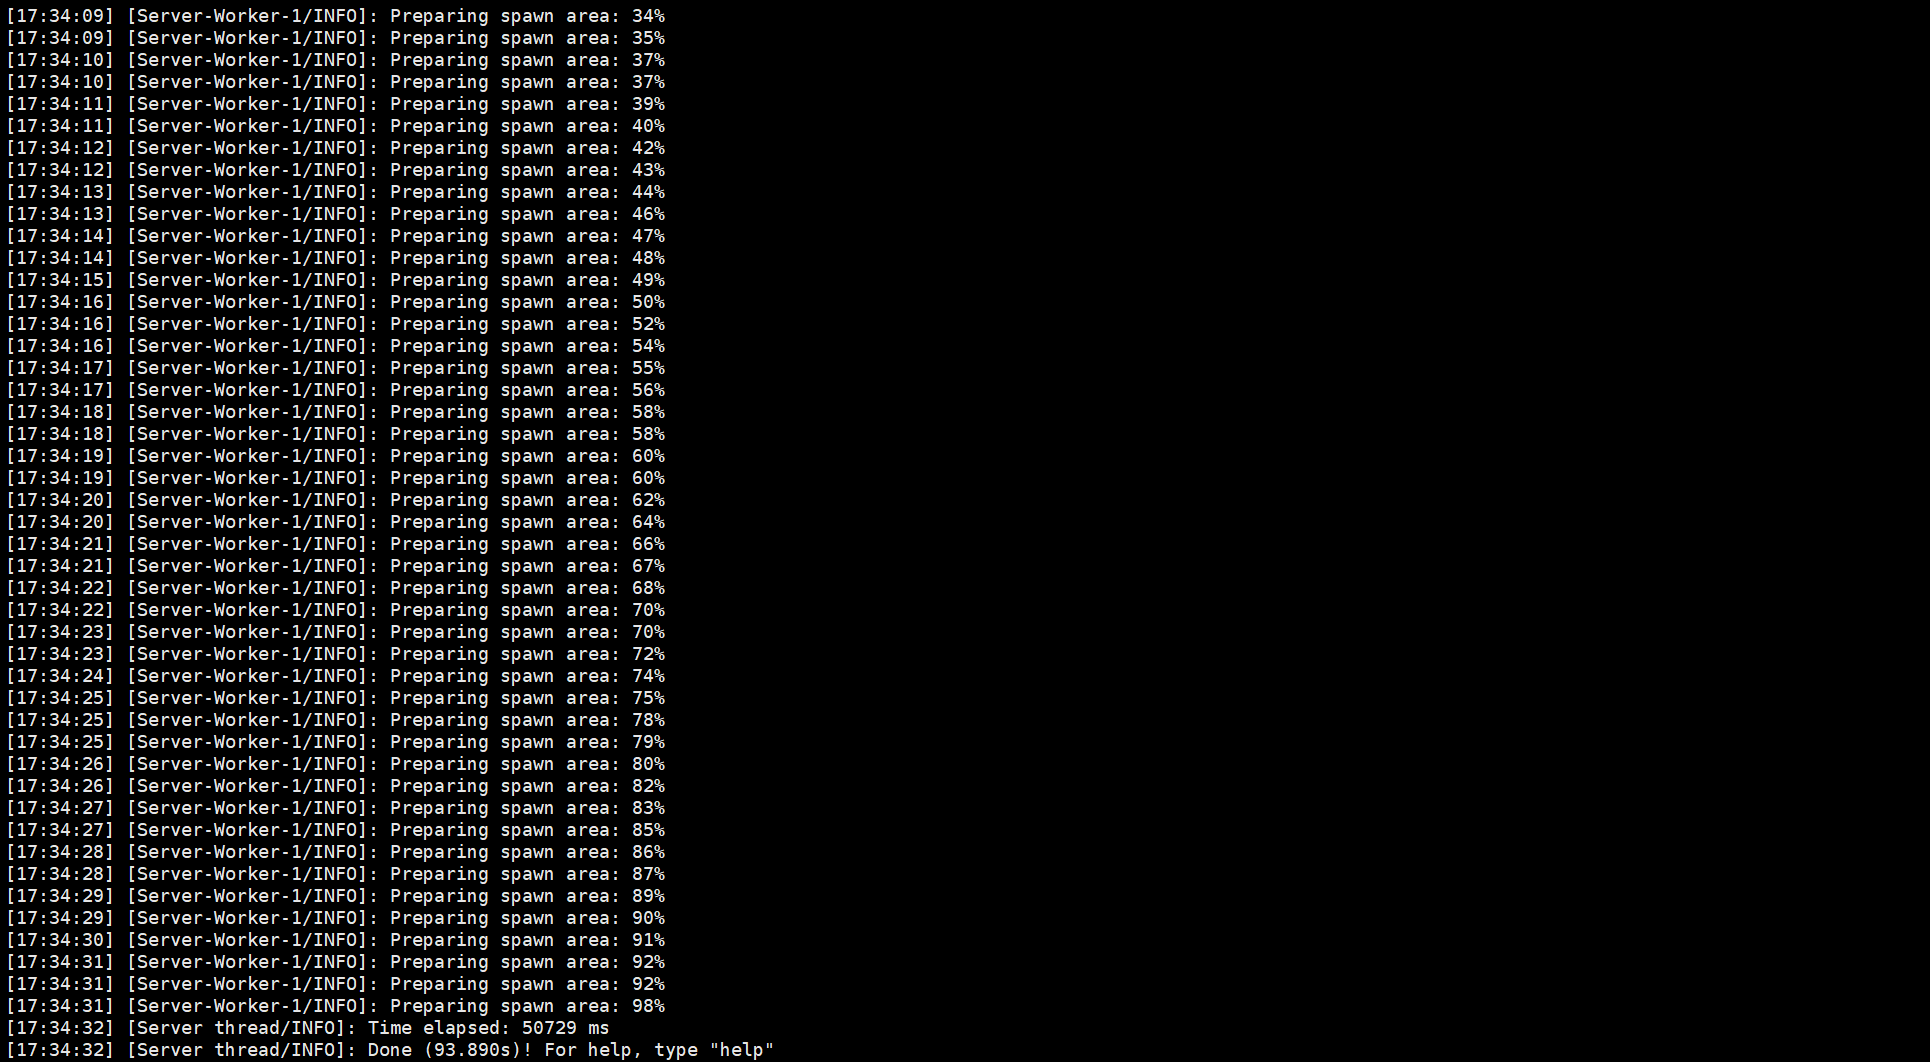 [17:34:09] [Server-Worker-1/INFO]: Preparing spawn area: 34%
[17:34:09] [Server-Worker-1/INFO]: Preparing spawn area: 35%
[17:34:10] [Server-Worker-1/INFO]: Preparing spawn area: 37%
[17:34:10] [Server-Worker-1/INFO]: Preparing spawn area: 37%
[17:34:11] [Server-Worker-1/INFO]: Preparing spawn area: 39%
[17:34:11] [Server-Worker-1/INFO]: Preparing spawn area: 40%
[17:34:12] [Server-Worker-1/INFO]: Preparing spawn area: 42%
[17:34:12] [Server-Worker-1/INFO]: Preparing spawn area: 43%
[17:34:13] [Server-Worker-1/INFO]: Preparing spawn area: 44%
[17:34:13] [Server-Worker-1/INFO]: Preparing spawn area: 46%
[17:34:14] [Server-Worker-1/INFO]: Preparing spawn area: 47%
[17:34:14] [Server-Worker-1/INFO]: Preparing spawn area: 48%
[17:34:15] [Server-Worker-1/INFO]: Preparing spawn area: 49%
[17:34:16] [Server-Worker-1/INFO]: Preparing spawn area: 50%
[17:34:16] [Server-Worker-1/INFO]: Preparing spawn area: 52%
[17:34:16] [Server-Worker-1/INFO]: Preparing spawn area: 54%
[17:34:17] [Server-Worker-1/INFO]: Preparing spawn area: 55%
[17:34:17] [Server-Worker-1/INFO]: Preparing spawn area: 56%
[17:34:18] [Server-Worker-1/INFO]: Preparing spawn area: 58%
[17:34:18] [Server-Worker-1/INFO]: Preparing spawn area: 58%
[17:34:19] [Server-Worker-1/INFO]: Preparing spawn area: 60%
[17:34:19] [Server-Worker-1/INFO]: Preparing spawn area: 60%
[17:34:20] [Server-Worker-1/INFO]: Preparing spawn area: 62%
[17:34:20] [Server-Worker-1/INFO]: Preparing spawn area: 64%
[17:34:21] [Server-Worker-1/INFO]: Preparing spawn area: 66%
[17:34:21] [Server-Worker-1/INFO]: Preparing spawn area: 67%
[17:34:22] [Server-Worker-1/INFO]: Preparing spawn area: 68%
[17:34:22] [Server-Worker-1/INFO]: Preparing spawn area: 70%
[17:34:23] [Server-Worker-1/INFO]: Preparing spawn area: 70%
[17:34:23] [Server-Worker-1/INFO]: Preparing spawn area: 72%
[17:34:24] [Server-Worker-1/INFO]: Preparing spawn area: 74%
[17:34:25] [Server-Worker-1/INFO]: Preparing spawn area: 75%
[17:34:25] [Server-Worker-1/INFO]: Preparing spawn area: 78%
[17:34:25] [Server-Worker-1/INFO]: Preparing spawn area: 79%
[17:34:26] [Server-Worker-1/INFO]: Preparing spawn area: 80%
[17:34:26] [Server-Worker-1/INFO]: Preparing spawn area: 82%
[17:34:27] [Server-Worker-1/INFO]: Preparing spawn area: 83%
[17:34:27] [Server-Worker-1/INFO]: Preparing spawn area: 85%
[17:34:28] [Server-Worker-1/INFO]: Preparing spawn area: 86%
[17:34:28] [Server-Worker-1/INFO]: Preparing spawn area: 87%
[17:34:29] [Server-Worker-1/INFO]: Preparing spawn area: 89%
[17:34:29] [Server-Worker-1/INFO]: Preparing spawn area: 90%
[17:34:30] [Server-Worker-1/INFO]: Preparing spawn area: 91%
[17:34:31] [Server-Worker-1/INFO]: Preparing spawn area: 92%
[17:34:31] [Server-Worker-1/INFO]: Preparing spawn area: 92%
[17:34:31] [Server-Worker-1/INFO]: Preparing spawn area: 98%
[17:34:32] [Server thread/INFO]: Time elapsed: 50729 ms
[17:34:32] [Server thread/INFO]: Done (93.890s)! For help, type "help"